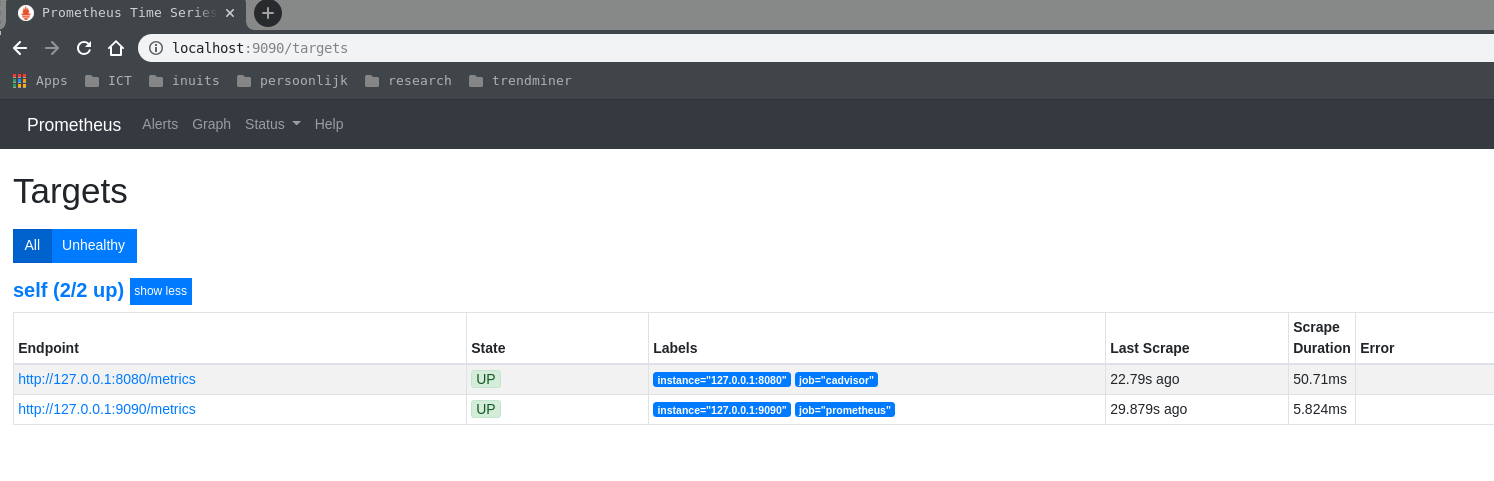 Prometheus Time Series
localhost:9090/targets
Apps ICT inuits persoonlijk research trendminer
Prometheus Alerts Graph Status Help
Targets
All Unhealthy
self (2/2 up) show less
Endpoint State Labels Last Scrape Scrape Duration Error
http://127.0.0.1:8080/metrics UP instance="127.0.0.1:8080" job="cadvisor" 22.79s ago 50.71ms
http://127.0.0.1:9090/metrics UP instance="127.0.0.1:9090" job="prometheus" 29.879s ago 5.824ms